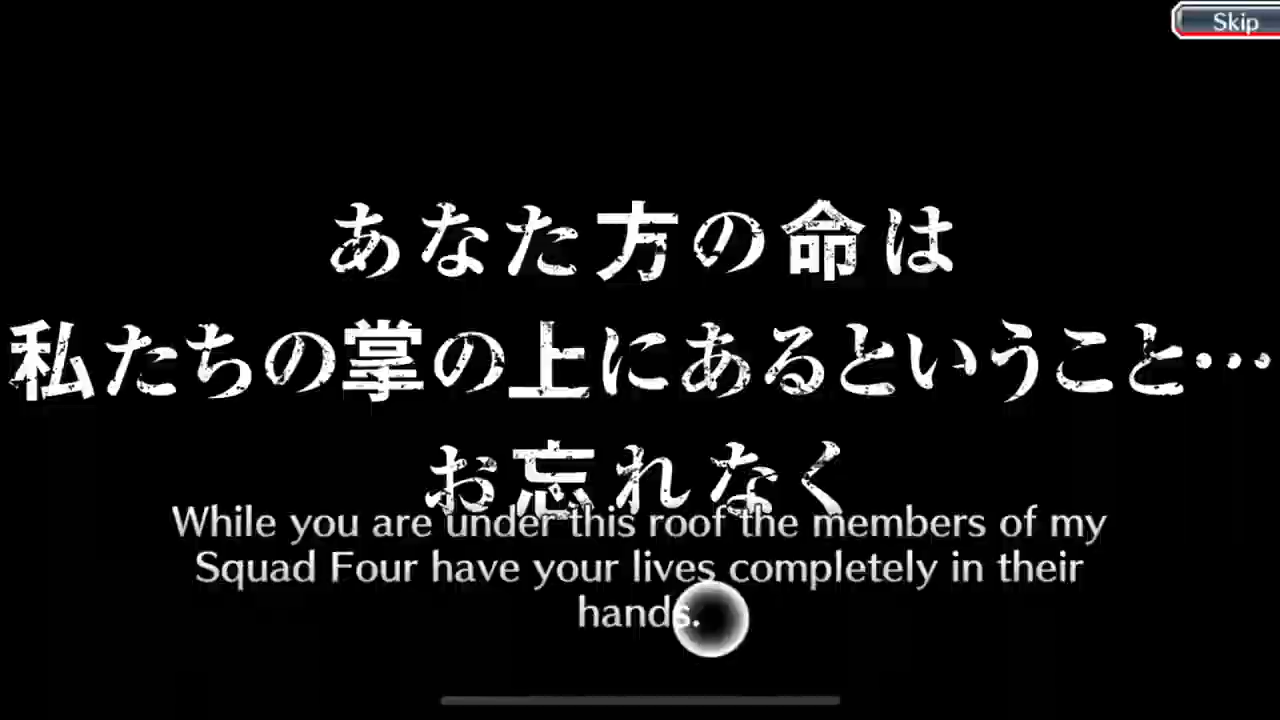 Skip
あなた方の命は
私たちの掌の上にあるということ…
お忘れなく
While you are under this roof the members of my
Squad Four have your lives completely in their
hands.